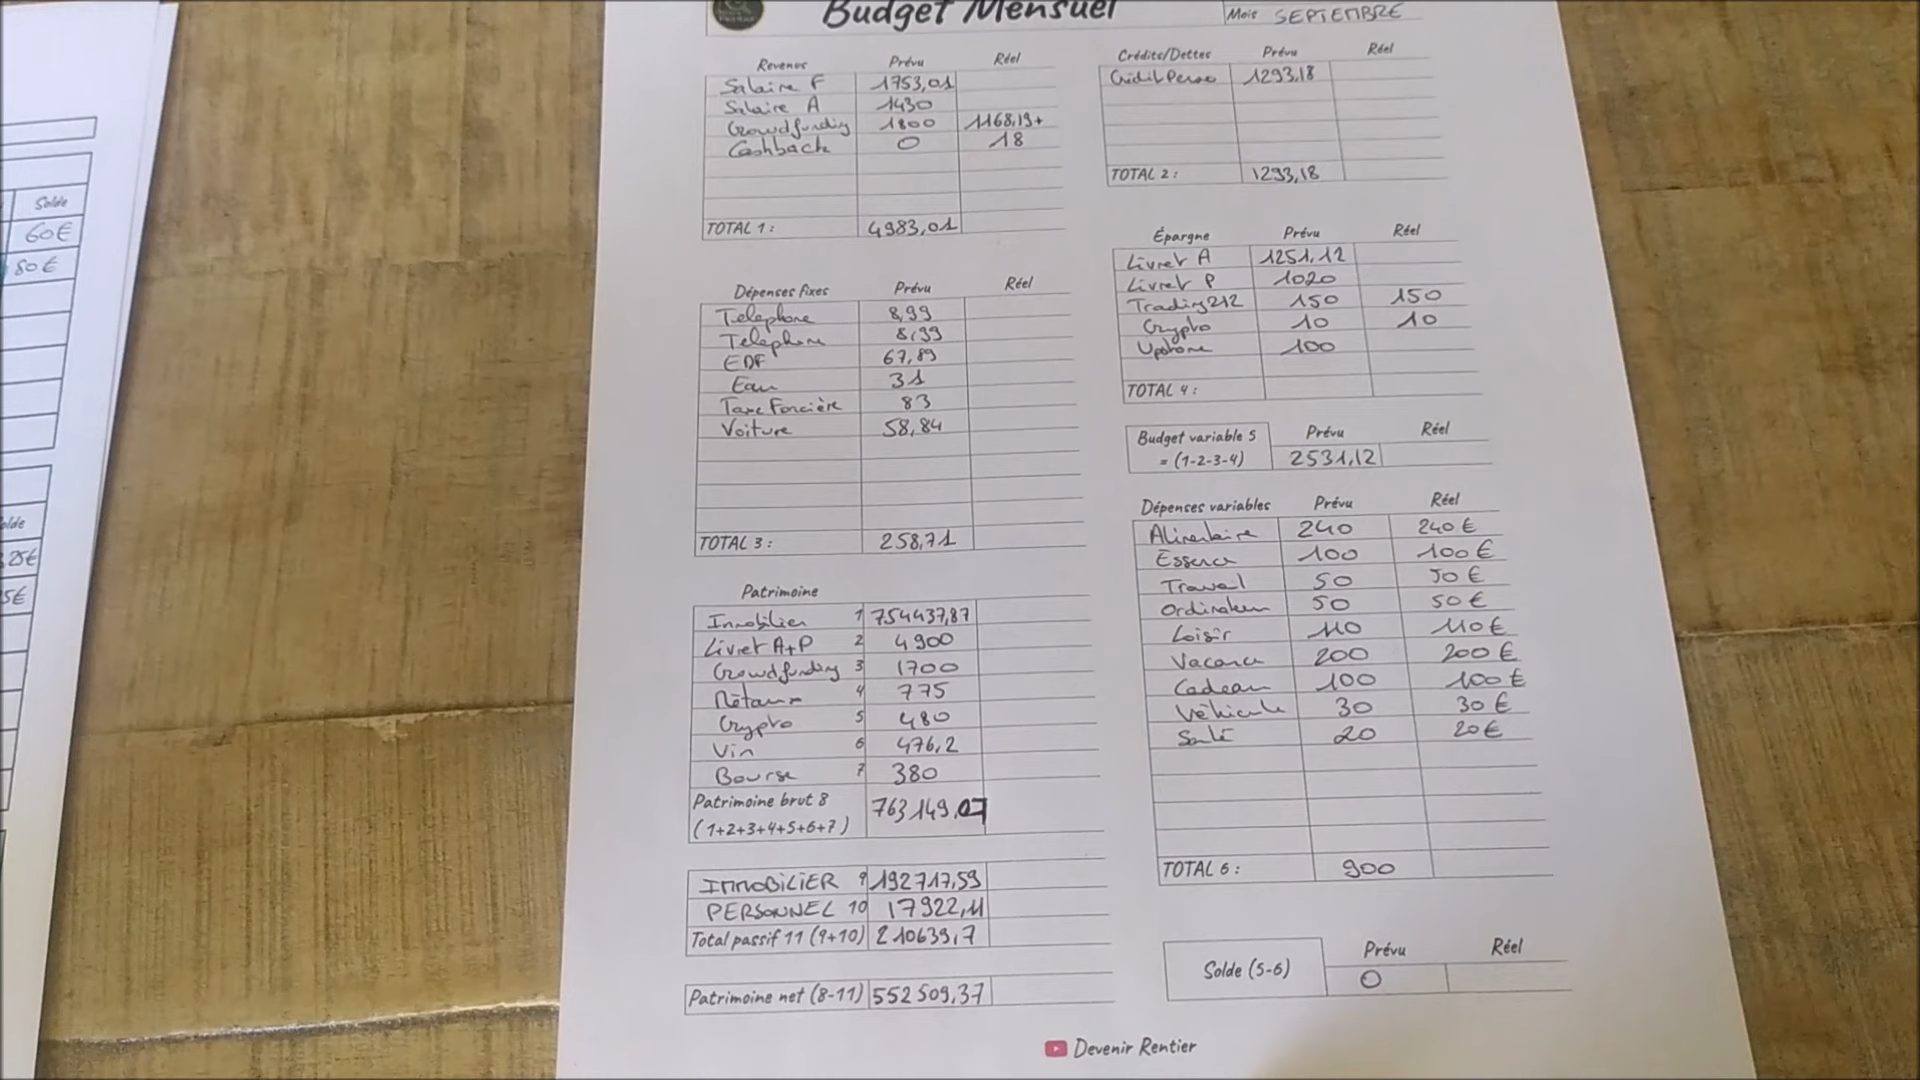 Budget Mensuel
Mois SEPTEMBRE
Revenus Prévu Réel
Salaire F 1753,01
Salaire A 1430
Crowdfunding 1800 1168,19+
Cashback 0 18
TOTAL 1 : 4983,01
Dépenses fixes Prévu Réel
Telephone 8,99
Telephone 8,99
EDF 67,89
Eau 31
Taxe Foncière 83
Voiture 58,84
TOTAL 3 : 258,71
Patrimoine
Immobilier 1 754437,87
Livret A+P 2 4900
Crowdfunding 3 1700
Métaux 4 775
Crypto 5 480
Vin 6 476,2
Bourse 7 380
Patrimoine brut 8
(1+2+3+4+5+6+7) 763149,07
IMMOBILIER 9 192717,59
PERSONNEL 10 17922,11
Total passif 11 (9+10) 210639,7
Patrimoine net (8-11) 552509,37
Crédits/Dettes Prévu Réel
Crédit Perso 1293,18
TOTAL 2 : 1293,18
Épargne Prévu Réel
Livret A 1251,12
Livret P 1020
Trading212 150 150
Crypto 10 10
100
TOTAL 4 :
Budget variable 5 Prévu Réel
= (1-2-3-4) 2531,12
Dépenses variables Prévu Réel
Alimentaire 240 240€
Essence 100 100€
Travail 50 50€
Ordinateur 50 50€
Loisir 110 110€
Vacance 200 200€
Cadeau 100 100€
Véhicule 30 30€
Santé 20 20€
TOTAL 6 : 900
Solde (5-6) Prévu Réel
0
Devenir Rentier
Solde
60€
80€
25€
5€